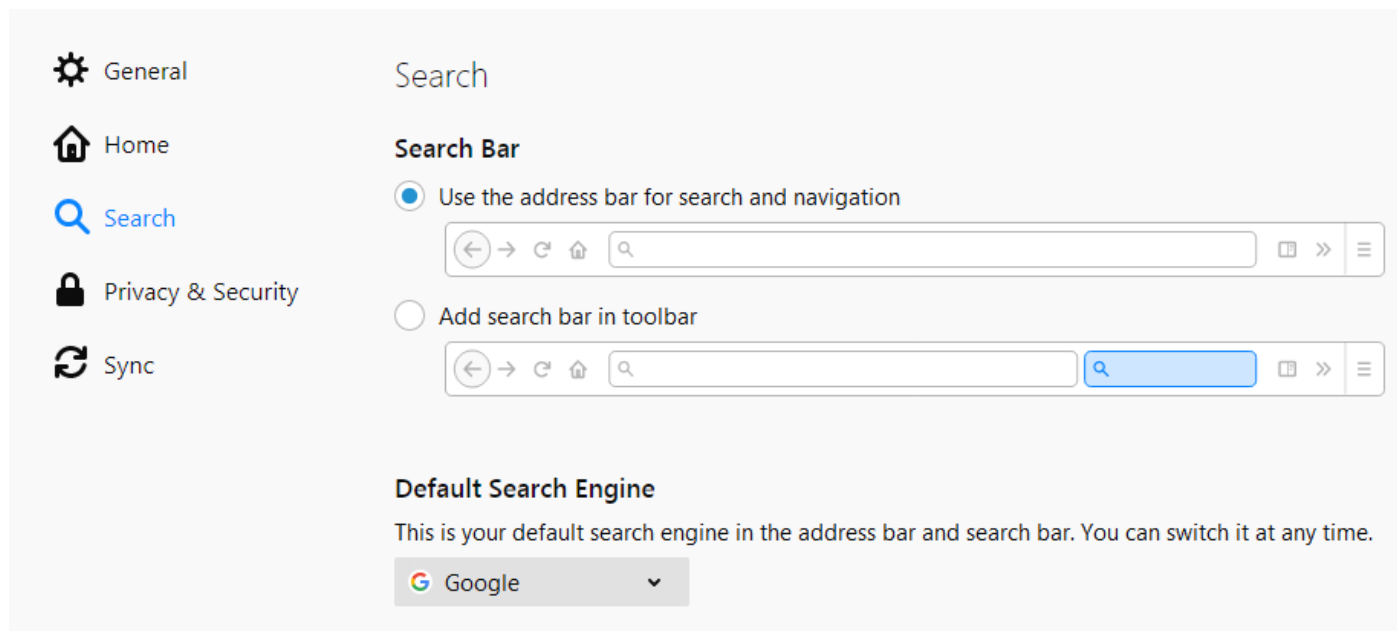 General
Home
Search
Privacy & Security
Sync
Search
Search Bar
Use the address bar for search and navigation
Add search bar in toolbar
Default Search Engine
This is your default search engine in the address bar and search bar. You can switch it at any time.
Google